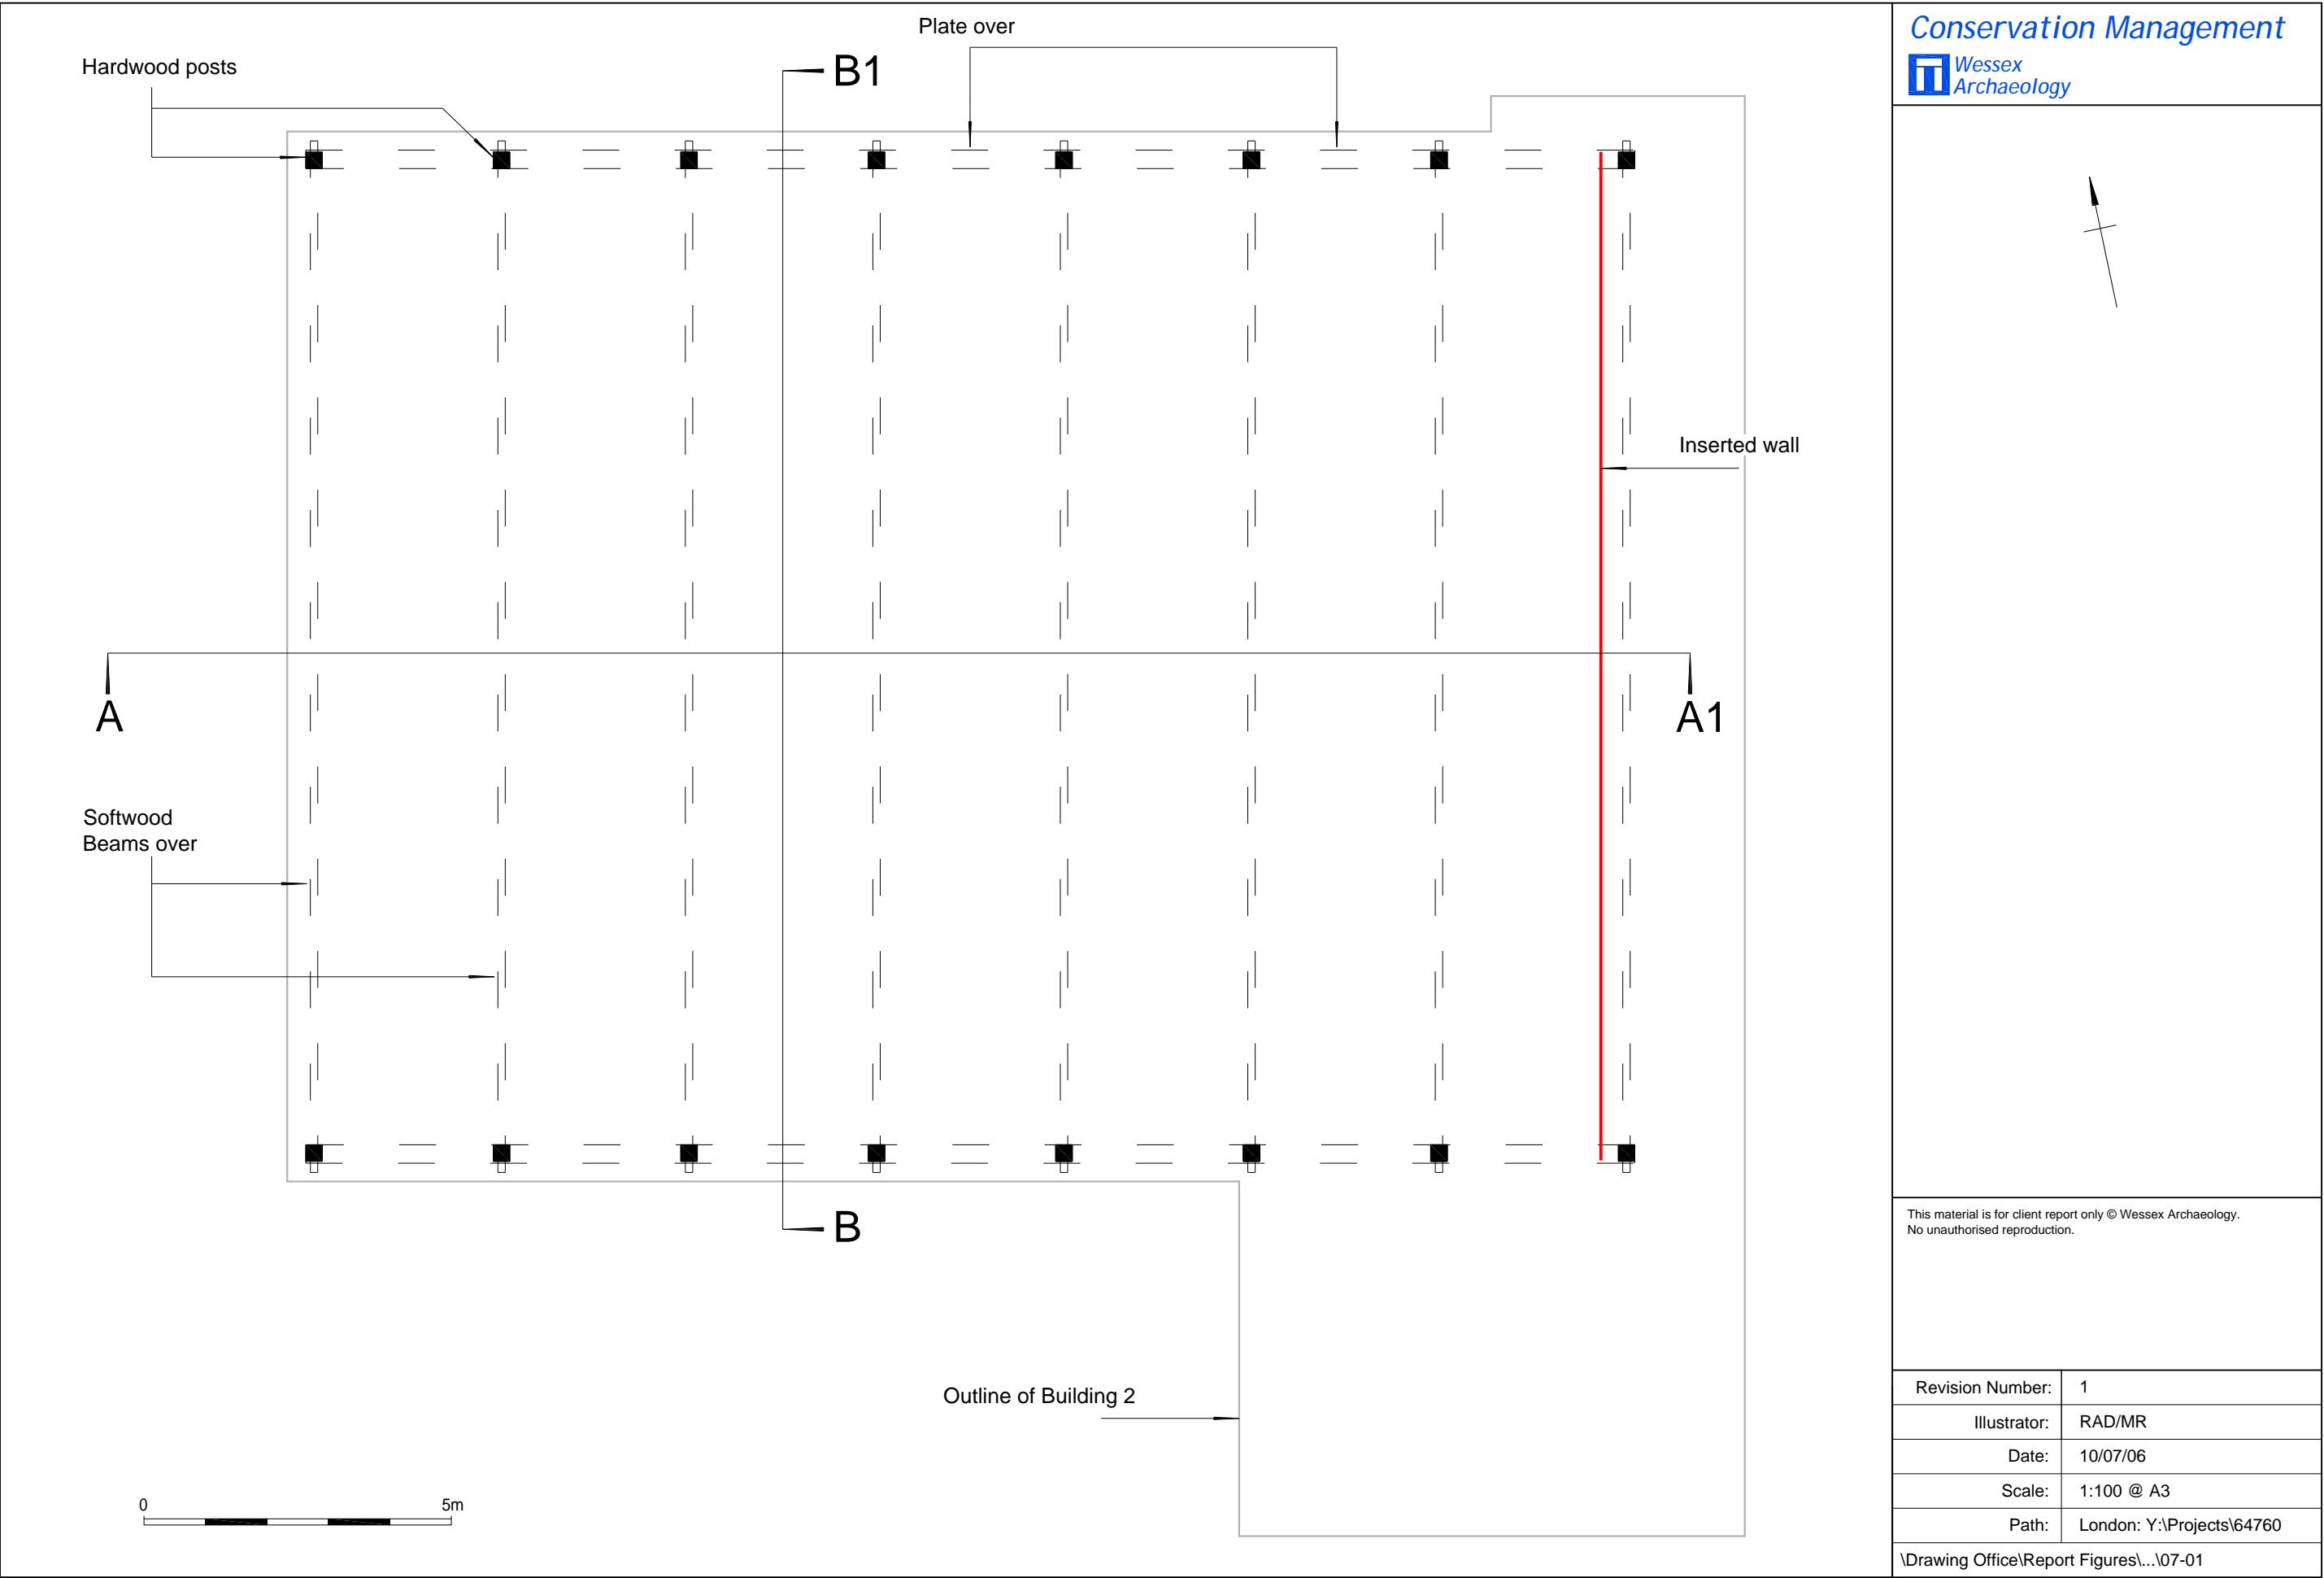 Plate over
Hardwood posts
B1
Inserted wall
A
A1
Softwood
Beams over
B
Outline of Building 2
0 5m
Conservation Management
Wessex
Archaeology
This material is for client report only © Wessex Archaeology.
No unauthorised reproduction.
Revision Number: 1
Illustrator: RAD/MR
Date: 10/07/06
Scale: 1:100 @ A3
Path: London: Y:\Projects\64760
\Drawing Office\Report Figures\...\07-01